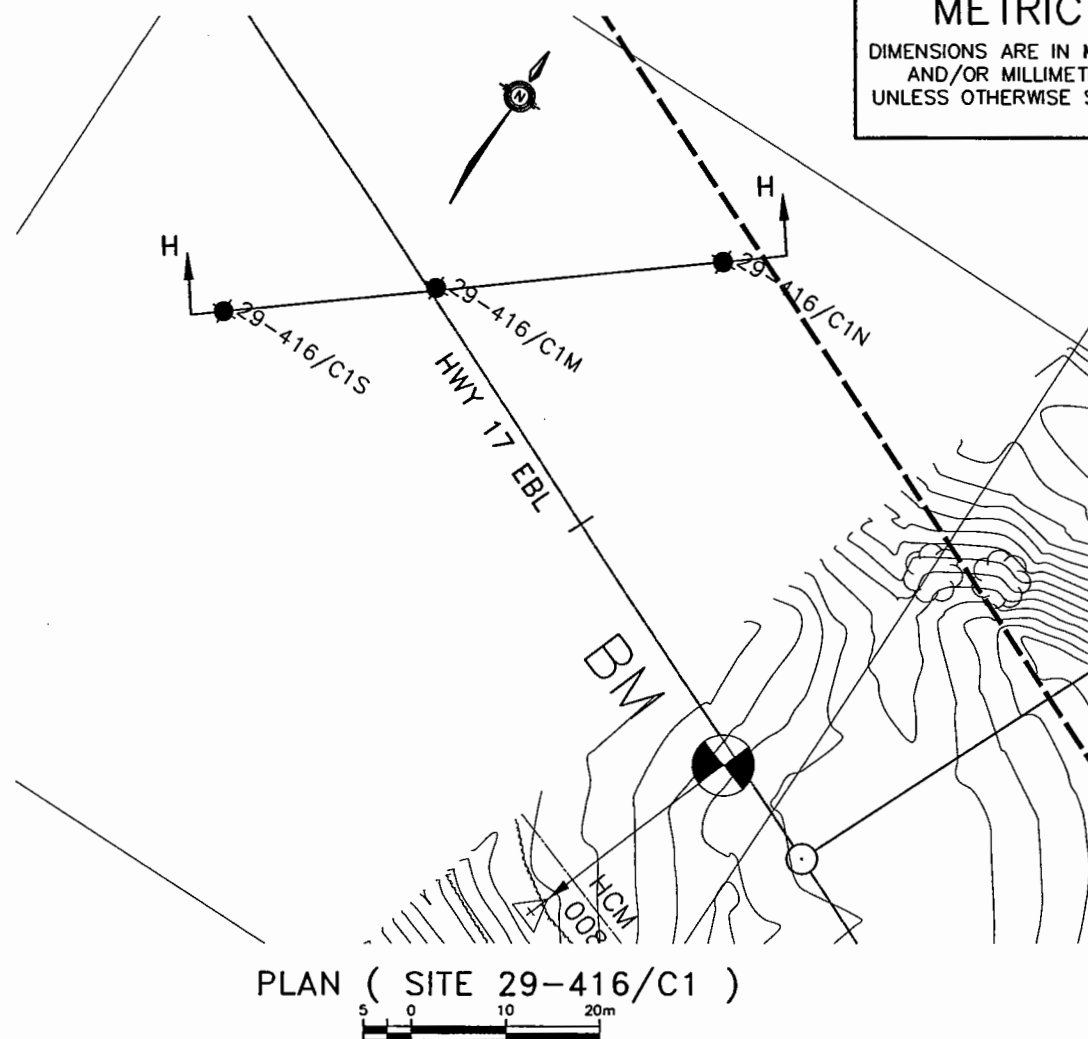 METRIC
DIMENSIONS ARE IN
AND/OR MILLIMET
UNLESS OTHERWISE
N
H
H
29-416/C1S
29-416/C1M
29-416/C1N
HWY 17 EBL
BM
HCM
008
PLAN ( SITE 29-416/C1 )
5 0 10 20m